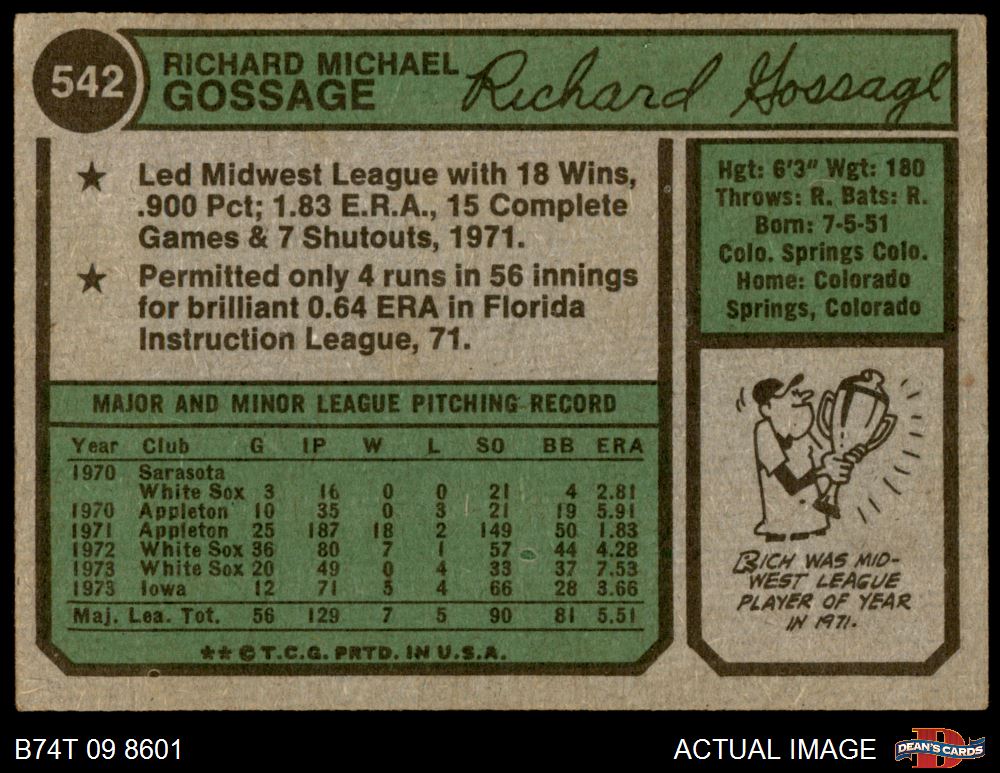 542
RICHARD MICHAEL
GOSSAGE
Richard Gossage
★ Led Midwest League with 18 Wins,
.900 Pct; 1.83 E.R.A., 15 Complete
Games & 7 Shutouts, 1971.
★ Permitted only 4 runs in 56 innings
for brilliant 0.64 ERA in Florida
Instruction League, 71.
Hgt: 6'3" Wgt: 180
Throws: R. Bats: R.
Born: 7-5-51
Colo. Springs Colo.
Home: Colorado
Springs, Colorado
MAJOR AND MINOR LEAGUE PITCHING RECORD
Year Club G IP W L SO BB ERA
1970 Sarasota
White Sox 3 16 0 0 21 4 2.81
1970 Appleton 10 35 0 3 21 19 5.91
1971 Appleton 25 187 18 2 149 50 1.83
1972 White Sox 36 80 7 1 57 44 4.28
1973 White Sox 20 49 0 4 33 37 7.53
1973 Iowa 12 71 5 4 66 28 3.66
Maj. Lea. Tot. 56 129 7 5 90 81 5.51
** © T.C.G. PRTD. IN U.S.A.
RICH WAS MID-
WEST LEAGUE
PLAYER OF YEAR
IN 1971.
B74T 09 8601
ACTUAL IMAGE
D
DEAN'S CARDS